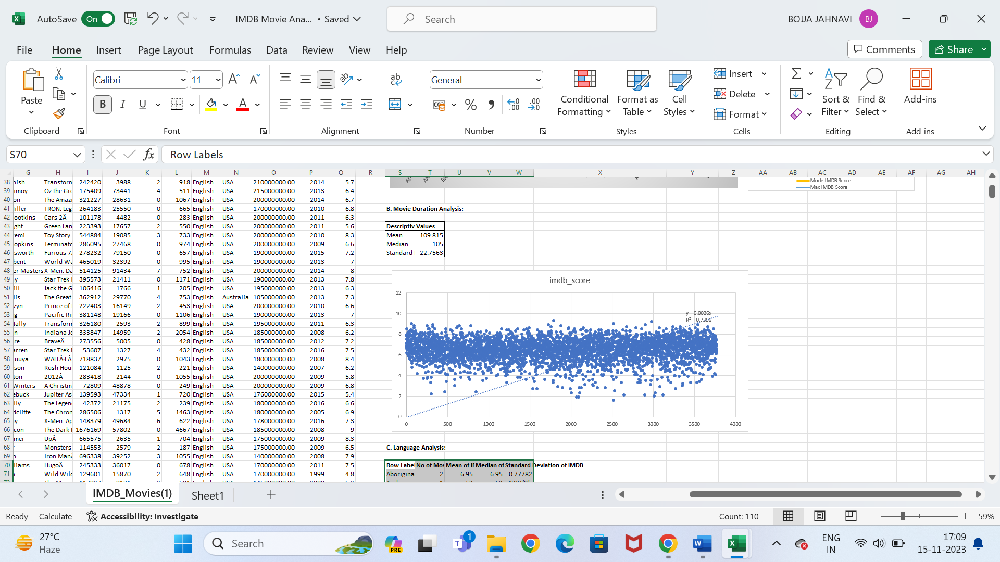 AutoSave On IMDB Movie Ana... • Saved Search BOJJA JAHNAVI BJ
File Home Insert Page Layout Formulas Data Review View Help Comments Share
Paste Calibri 11 General Conditional Formatting Format as Table Cell Styles Insert Delete Format Sort & Filter Find & Select Add-ins
Clipboard Font Alignment Number Styles Cells Editing Add-ins
S70 Row Labels
G H I J K L M N O P Q R S T U V W X Y Z AA AB AC AD AE AF AG AH
38 nish Transform 242420 3988 2 918 English USA 210000000.00 2014 5.7
Mode IMDB Score
39 imoy Oz the Gre 175409 73441 4 511 English USA 215000000.00 2013 6.4
Max IMDB Score
40 on The Amazi 321227 28631 0 1067 English USA 200000000.00 2014 6.7
41 Iiller TRON: Leg 264183 25550 0 665 English USA 170000000.00 2010 6.8 B. Movie Duration Analysis:
42 ootkins Cars 2Â 101178 4482 0 283 English USA 200000000.00 2011 6.3
43 ght Green Lan 223393 17657 2 550 English USA 200000000.00 2011 5.6 Descriptiv Values
44 temi Toy Story 544884 19085 3 733 English USA 200000000.00 2010 8.3 Mean 109.815
45 opkins Terminato 286095 27468 0 974 English USA 200000000.00 2009 6.6 Median 105
46 sworth Furious 7 278232 79150 0 657 English USA 190000000.00 2015 7.2 Standard 22.7563
47 bent World Wa 465019 32392 0 995 English USA 190000000.00 2013 7
48 er Masters X-Men: Da 514125 91434 7 752 English USA 200000000.00 2014 8
49 y Star Trek I 395573 21411 0 1171 English USA 190000000.00 2013 7.8
50 ill Jack the G 106416 1766 1 205 English USA 195000000.00 2013 6.3
51 lis The Great 362912 29770 4 753 English Australia 105000000.00 2013 7.3
52 zyn Prince of 222403 16149 2 453 English USA 200000000.00 2010 6.6
53 g Pacific Ri 381148 19166 0 1106 English USA 190000000.00 2013 7
54 Ially Transform 326180 2593 2 899 English USA 195000000.00 2011 6.3
55 n Indiana Jo 333847 14959 2 2054 English USA 185000000.00 2008 6.2
56 re BraveÂ 273556 5005 0 428 English USA 185000000.00 2012 7.2
57 arren Star Trek 53607 1327 4 432 English USA 185000000.00 2016 7.5
58 luuya WALLÂ·EÂ 718837 2975 0 1043 English USA 180000000.00 2008 8.4
59 son Rush Hour 121084 1125 2 221 English USA 140000000.00 2007 6.2
60 ton 2012Â 283418 2144 0 1055 English USA 200000000.00 2009 5.8
61 Winters A Christm 72809 48878 0 249 English USA 200000000.00 2009 6.8
62 ebuck Jupiter As 139593 47334 1 720 English USA 176000000.00 2015 5.4
63 lly The Legen 42372 21175 2 239 English USA 180000000.00 2016 6.6
64 dcliffe The Chron 286506 1317 5 1463 English USA 180000000.00 2005 6.9
65 y X-Men: Ap 148379 49684 6 622 English USA 178000000.00 2016 7.3
66 con The Dark 1676169 57802 0 4667 English USA 185000000.00 2008 9
67 mer UpÂ 665575 2635 1 704 English USA 175000000.00 2009 8.3
68 Monsters 114553 2579 2 187 English USA 175000000.00 2009 6.5 C. Language Analysis:
69 n Iron ManÂ 696338 39252 3 1055 English USA 140000000.00 2008 7.9
70 liams HugoÂ 245333 36017 0 678 English USA 170000000.00 2011 7.5 Row Labe No of Mov Mean of II Median of Standard Deviation of IMDB
71 Wild Wild 129601 15870 2 648 English USA 170000000.00 1999 4.8 Aborigina 2 6.95 6.95 0.77782
imdb_score
12
10
8
6
4
2
0
y = 0.0026x
R² = 0.7356
0 500 1000 1500 2000 2500 3000 3500 4000
IMDB_Movies(1) Sheet1
Ready Calculate Accessibility: Investigate Count: 110 59%
27°C
Haze
Search
PRE
1
ENG
IN
17:09
15-11-2023